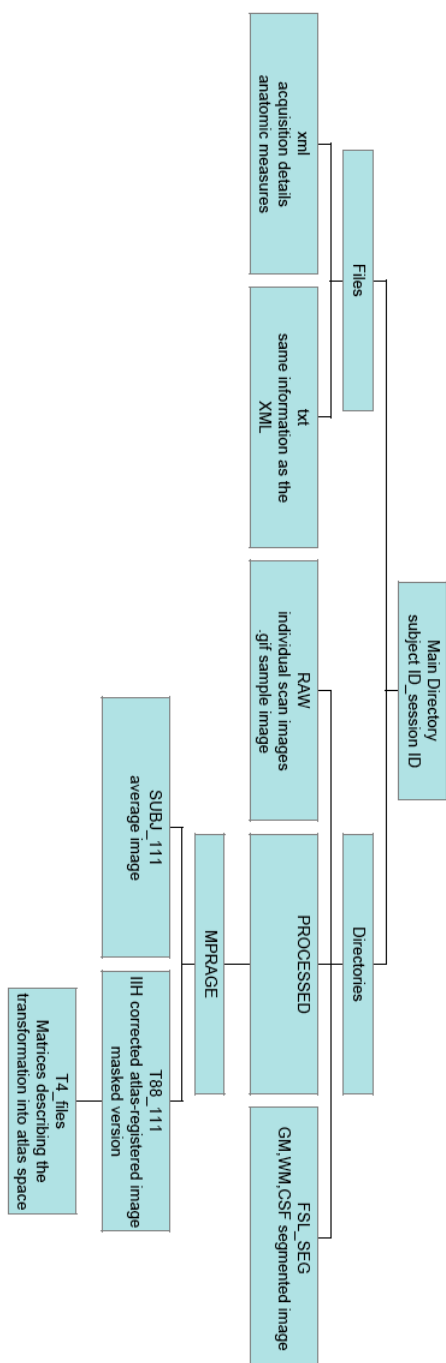 Main Directory
subject ID_session ID
Files
Directories
xml
acquisition details
anatomic measures
txt
same information as the
XML
RAW
individual scan images
.gif sample image
PROCESSED
FSL_SEG
GM,WM,CSF segmented image
MPRAGE
SUBJ_111
average image
T88_111
IIH corrected atlas-registered image
masked version
T4_files
Matrices describing the
transformation into atlas space